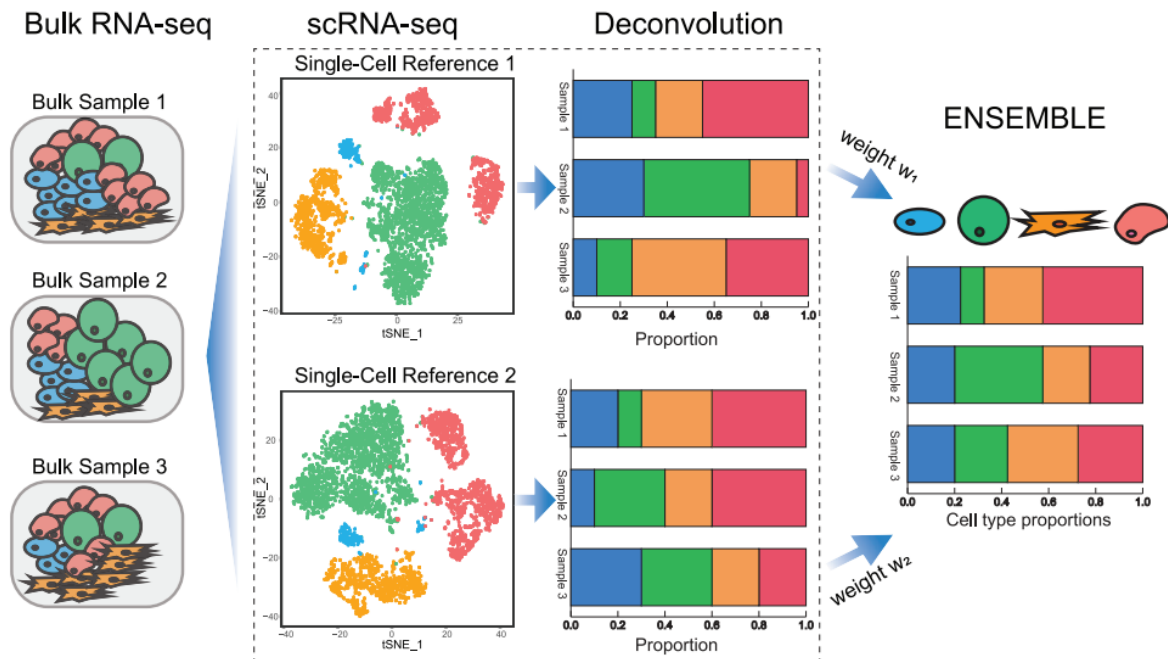 Bulk RNA-seq
scRNA-seq
Deconvolution
Bulk Sample 1
Bulk Sample 2
Bulk Sample 3
Single-Cell Reference 1
tSNE_2
40
20
0
−20
−40
−25
0
25
tSNE_1
Sample 1
Sample 2
Sample 3
0.0 0.2 0.4 0.6 0.8 1.0
Proportion
Single-Cell Reference 2
tSNE_2
20
0
−20
−40
−40
−20
0
20
40
tSNE_1
Sample 1
Sample 2
Sample 3
0.0 0.2 0.4 0.6 0.8 1.0
Proportion
weight w₁
weight w₂
ENSEMBLE
Sample 1
Sample 2
Sample 3
0.0 0.2 0.4 0.6 0.8 1.0
Cell type proportions